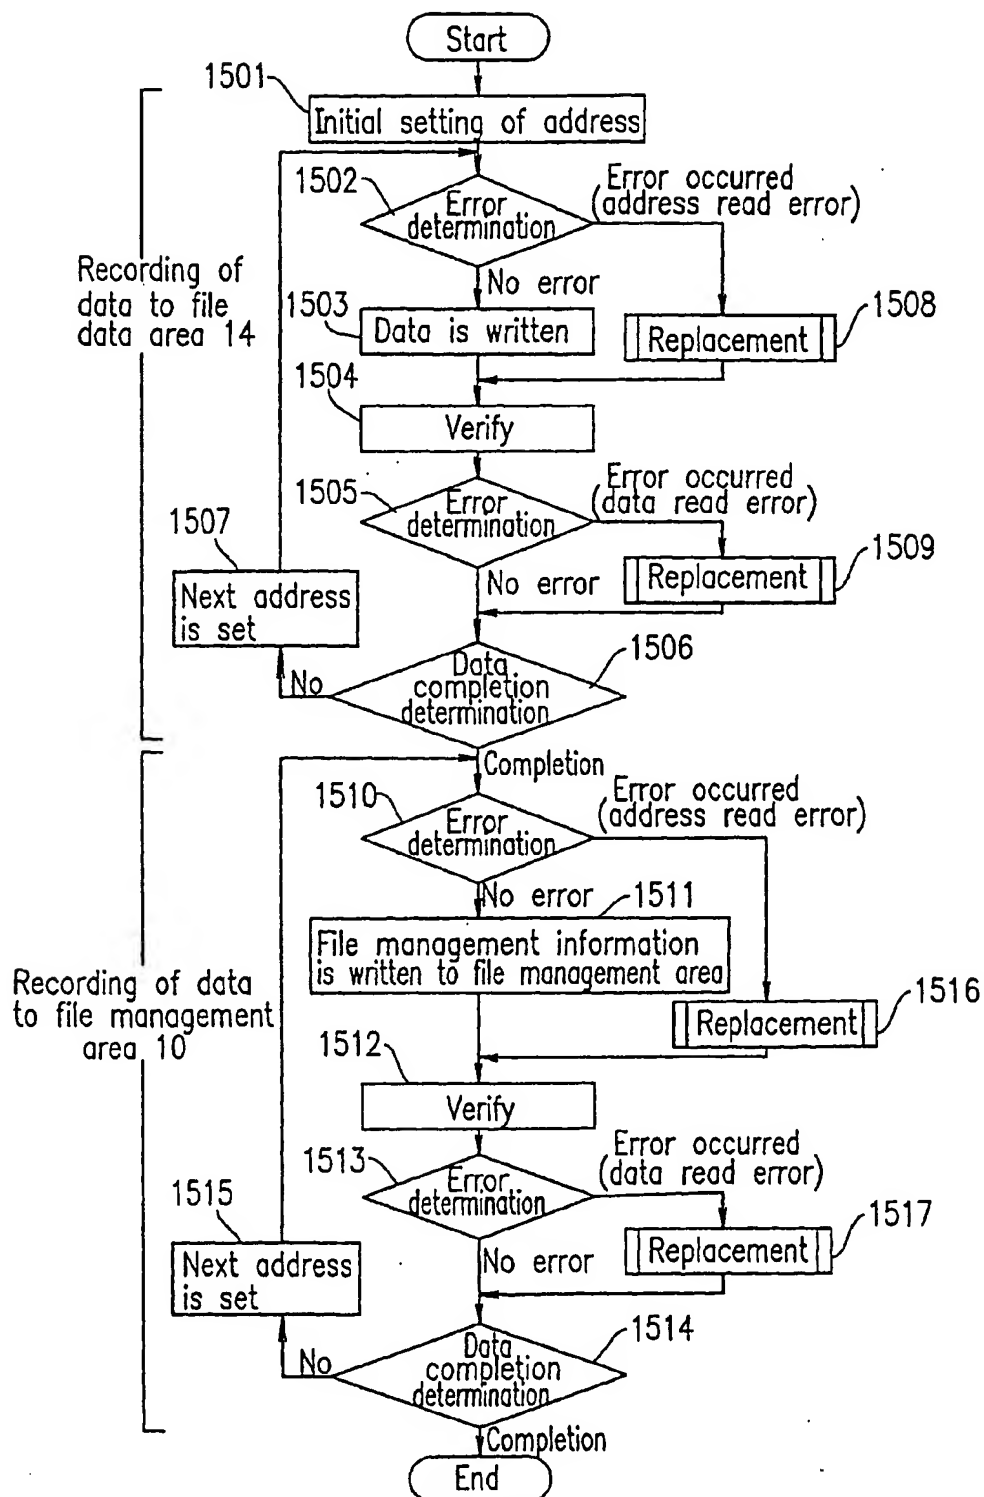 Start
1501
Initial setting of address
1502
Error
determination
Error occurred
(address read error)
Recording of
data to file
data area 14
No error
1503
Data is written
1508
Replacement
1504
Verify
1505
Error
determination
Error occurred
(data read error)
1507
Next address
is set
No error
1509
Replacement
1506
Data
completion
determination
No
Completion
1510
Error
determination
Error occurred
(address read error)
No error
1511
File management information
is written to file management area
Recording of data
to file management
area 10
1516
Replacement
1512
Verify
1513
Error
determination
Error occurred
(data read error)
1515
Next address
is set
No error
1517
Replacement
1514
Data
completion
determination
No
Completion
End